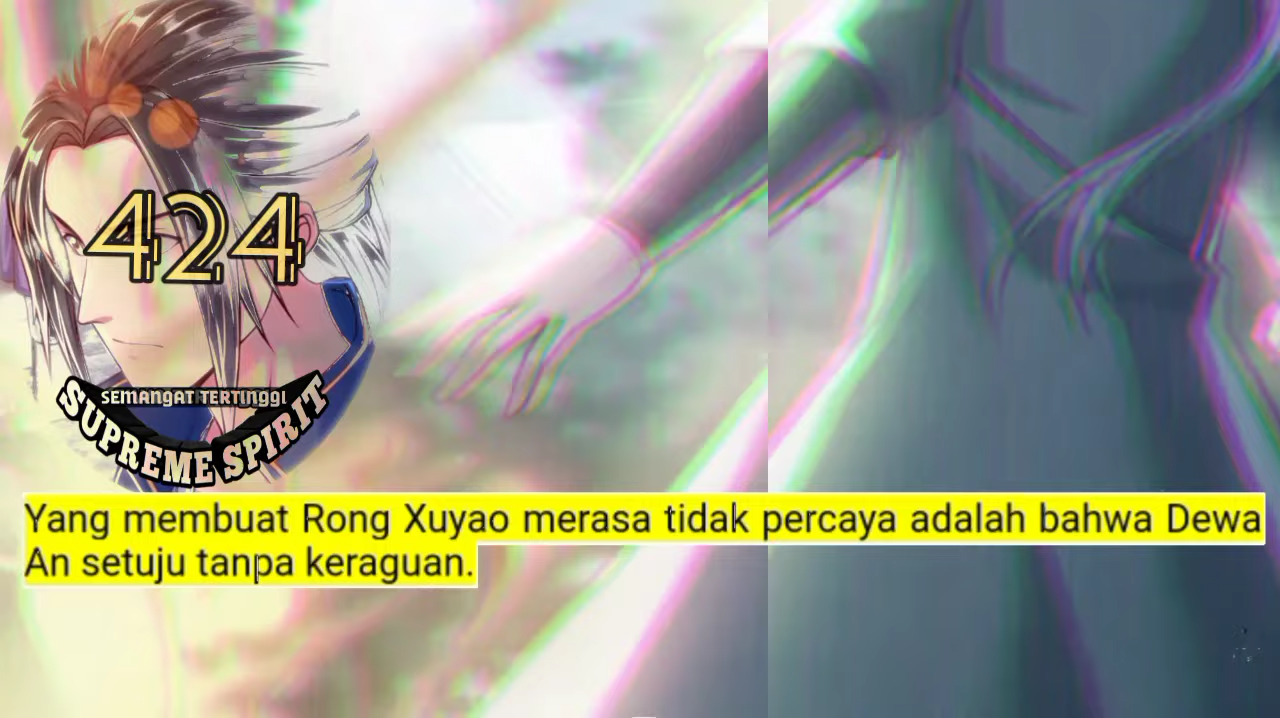 424
SEMANGAT TERTINGGI
SUPREME SPIRIT
Yang membuat Rong Xuyao merasa tidak percaya adalah bahwa Dewa
An setuju tanpa keraguan.